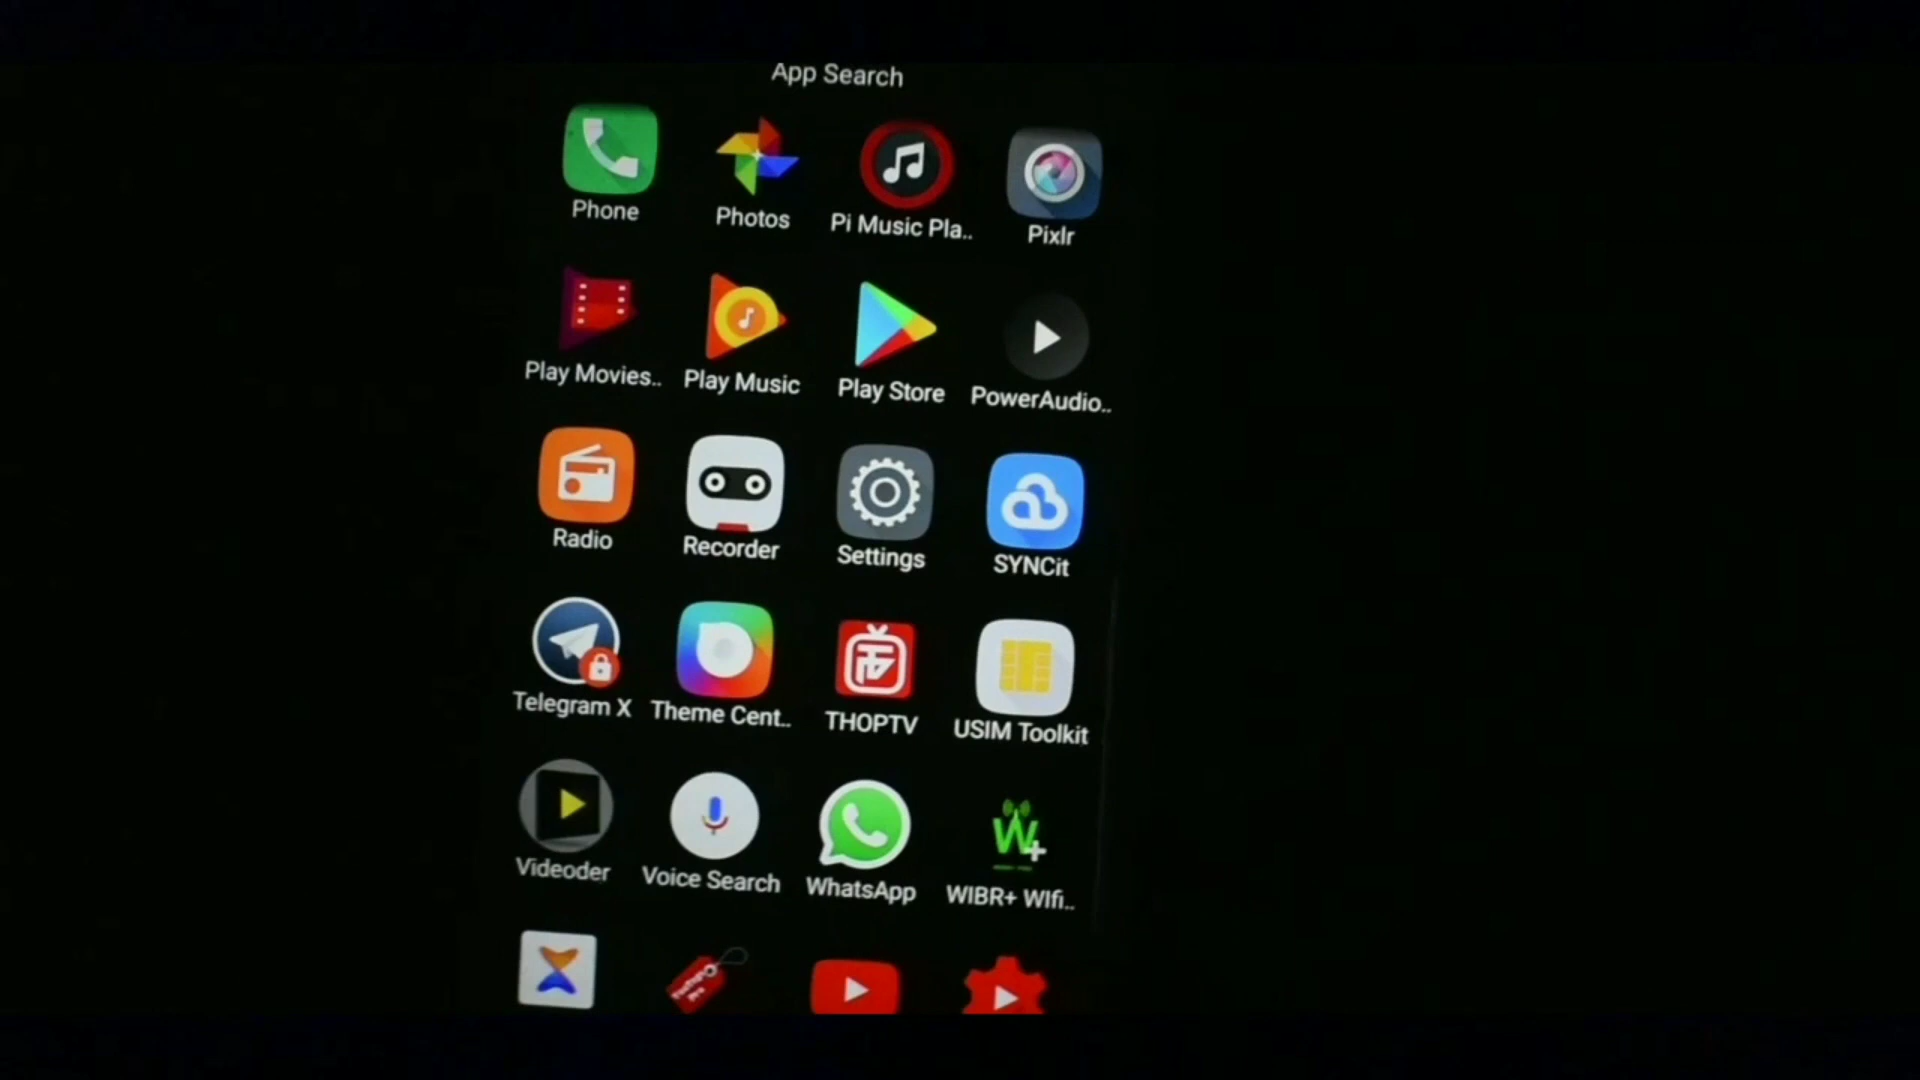 App Search
Phone
Photos
Pi Music Pla..
Pixlr
Play Movies..
Play Music
Play Store
PowerAudio..
Radio
Recorder
Settings
SYNCit
Telegram X
Theme Cent..
THOPTV
USIM Toolkit
Videoder
Voice Search
WhatsApp
WIBR+ WIfi..